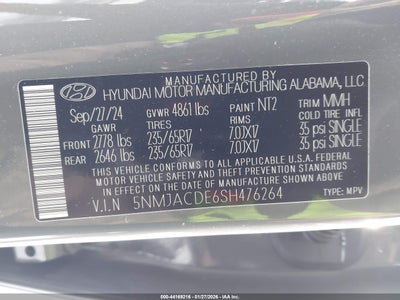 MANUFACTURED BY
HYUNDAI MOTOR MANUFACTURING ALABAMA, LLC
Sep/27/24 GVWR 4861 lbs PAINT NT2 TRIM MMH
GAWR TIRES RIMS COLD TIRE INFL
FRONT 2778 lbs 235/65R17 7.0JX17 35 psi SINGLE
REAR 2646 lbs 235/65R17 7.0JX17 35 psi SINGLE
THIS VEHICLE CONFORMS TO ALL APPLICABLE
FEDERAL MOTOR VEHICLE SAFETY AND THEFT PREVENTION STANDARDS
IN EFFECT ON THE DATE OF MANUFACTURE SHOWN ABOVE.
V.I.N 5NMJACDE6SH476264 TYPE: MPV
000-44169216 - 01/27/2026 - IAAI